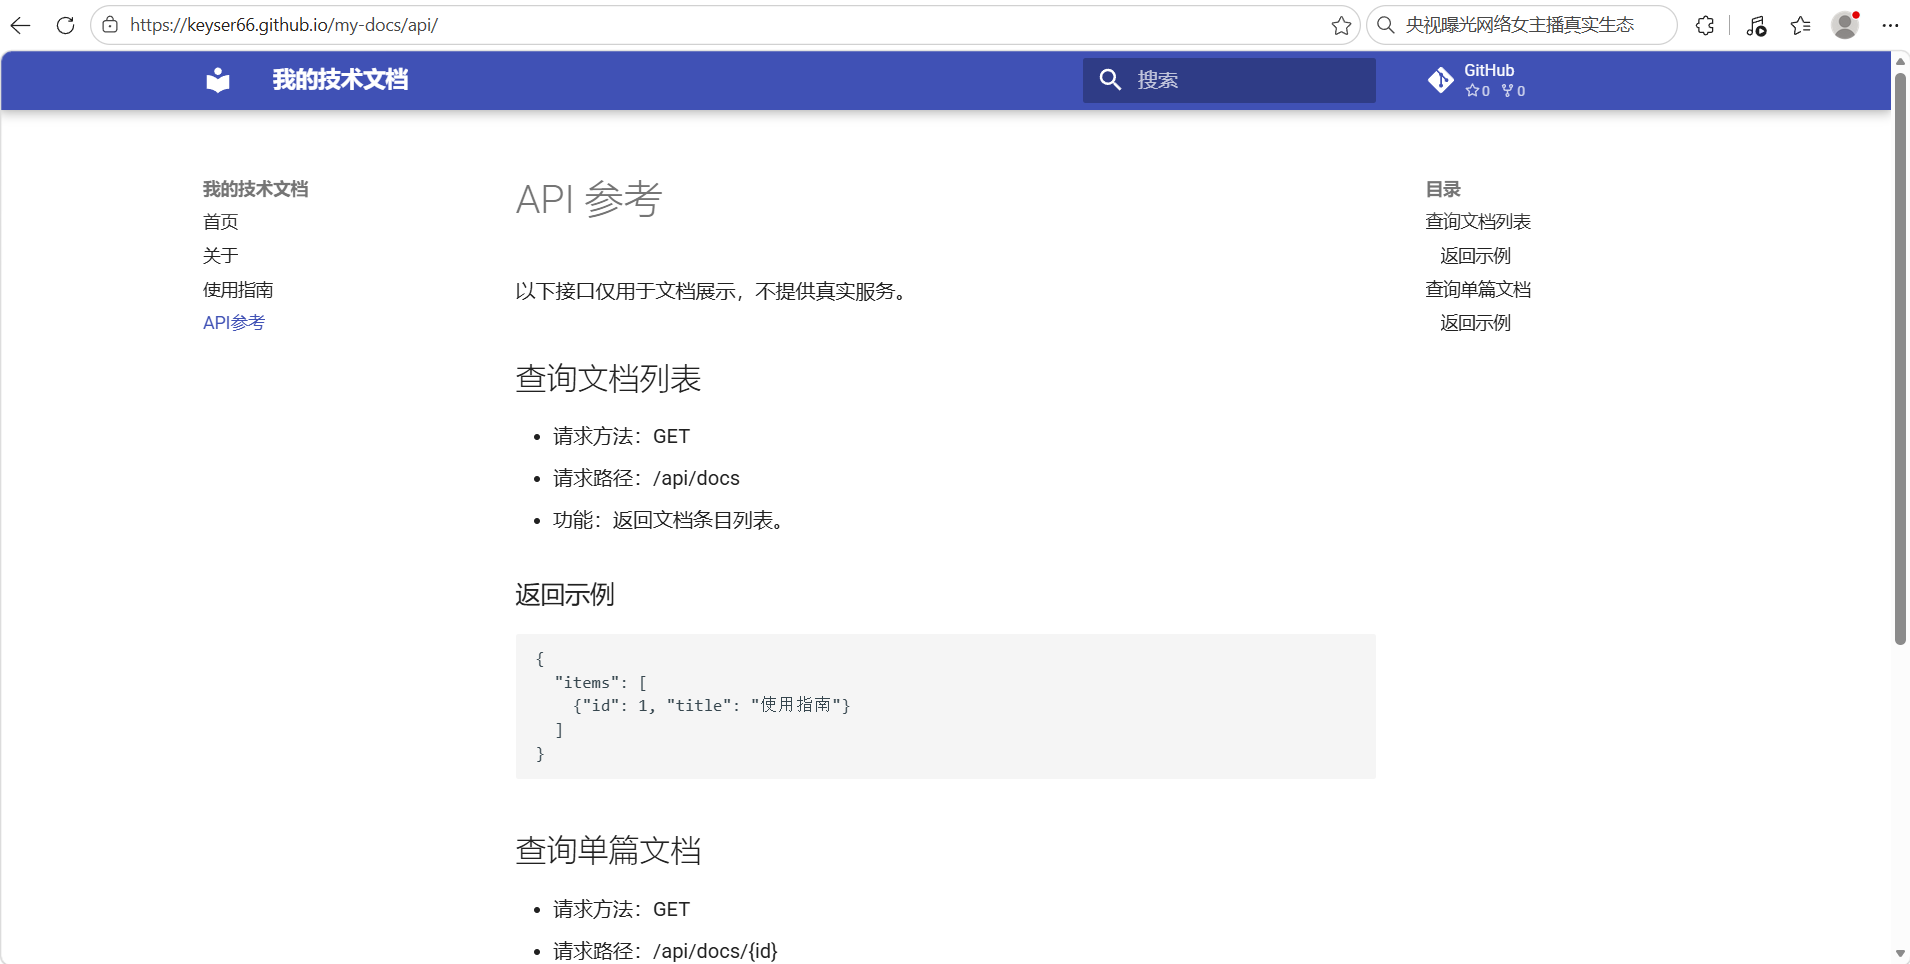 https://keyser66.github.io/my-docs/api/
央视曝光网络女主播真实生态
我的技术文档
搜索
GitHub
0 0
我的技术文档
首页
关于
使用指南
API参考
API 参考
以下接口仅用于文档展示，不提供真实服务。
查询文档列表
请求方法：GET
请求路径：/api/docs
功能：返回文档条目列表。
返回示例
{
"items": [
{"id": 1, "title": "使用指南"}
]
}
查询单篇文档
请求方法：GET
请求路径：/api/docs/{id}
目录
查询文档列表
返回示例
查询单篇文档
返回示例